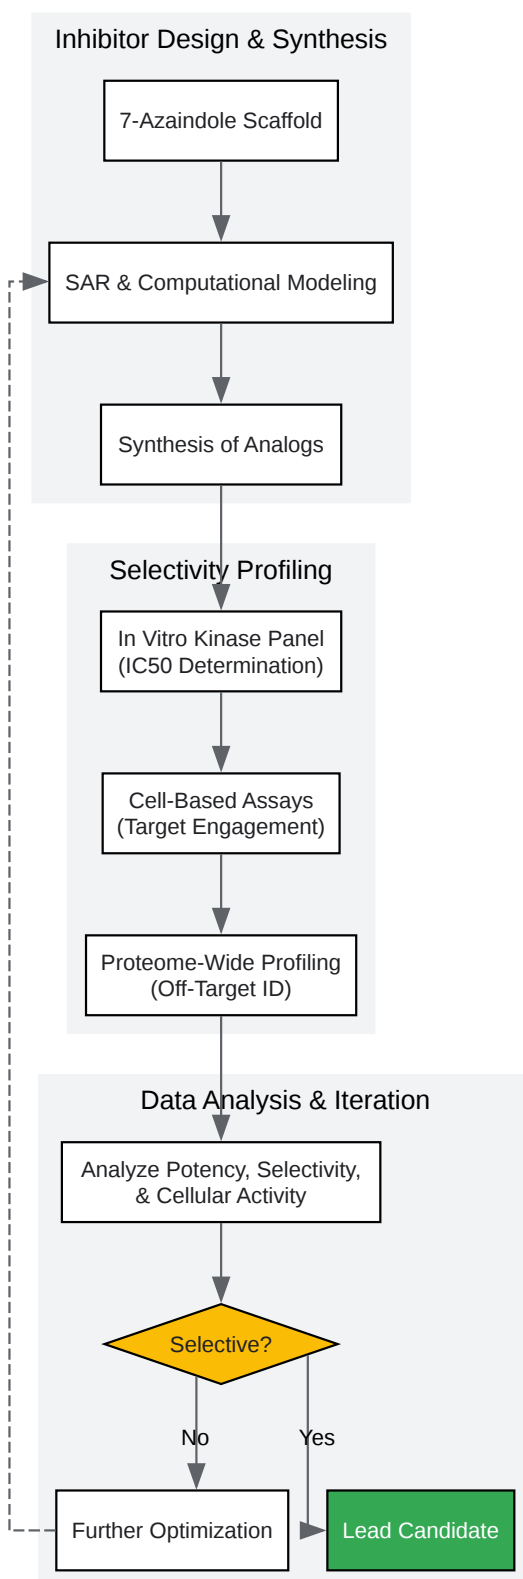 Inhibitor Design & Synthesis
7-Azaindole Scaffold
SAR & Computational Modeling
Synthesis of Analogs
Selectivity Profiling
In Vitro Kinase Panel
(IC50 Determination)
Cell-Based Assays
(Target Engagement)
Proteome-Wide Profiling
(Off-Target ID)
Data Analysis & Iteration
Analyze Potency, Selectivity,
& Cellular Activity
Selective?
No
Yes
Further Optimization
Lead Candidate